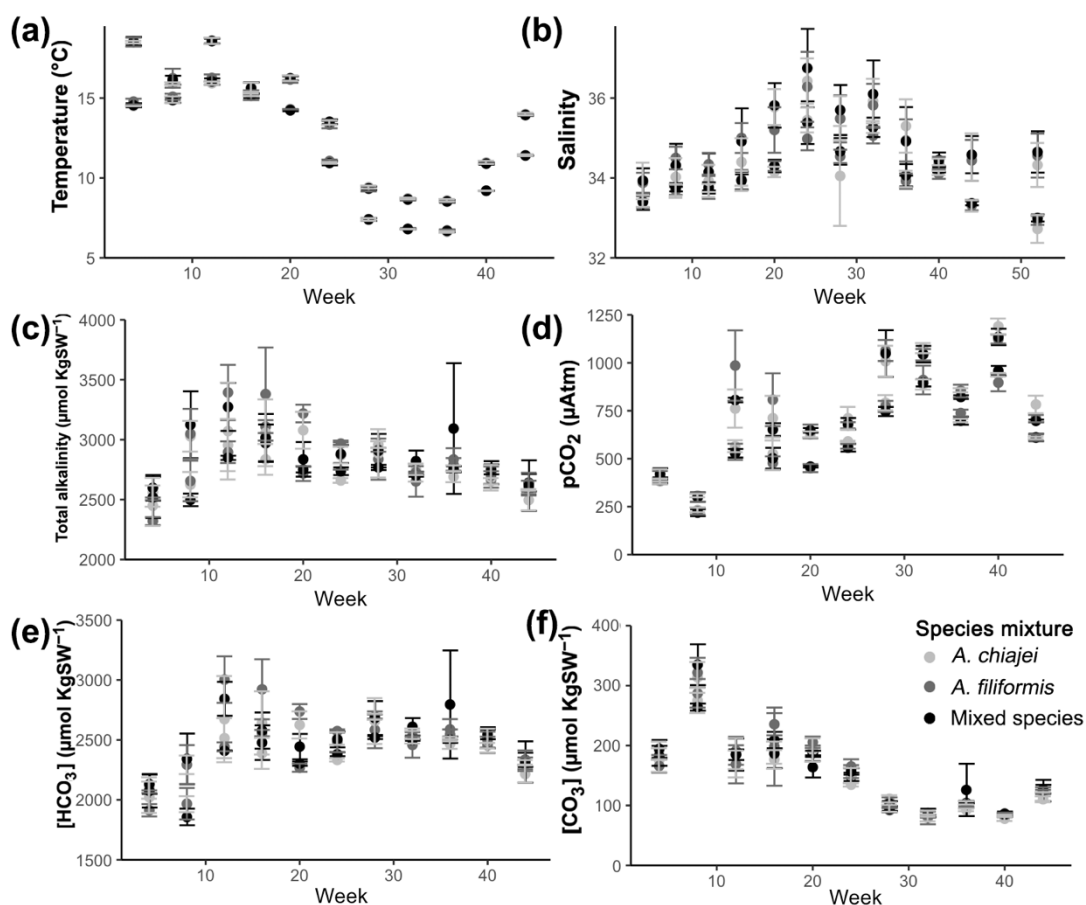 (a)
Temperature (°C)
15
10
5
10
20
30
40
Week
(b)
Salinity
36
34
32
10
20
30
40
50
Week
(c)
Total alkalinity (µmol KgSW⁻¹)
4000
3500
3000
2500
2000
10
20
30
40
Week
(d)
pCO₂ (µAtm)
1250
1000
750
500
250
0
10
20
30
40
Week
(e)
[HCO₃] (µmol KgSW⁻¹)
3500
3000
2500
2000
1500
10
20
30
40
Week
(f)
[CO₃] (µmol KgSW⁻¹)
400
300
200
100
0
10
20
30
40
Week
Species mixture
A. chiajei
A. filiformis
Mixed species